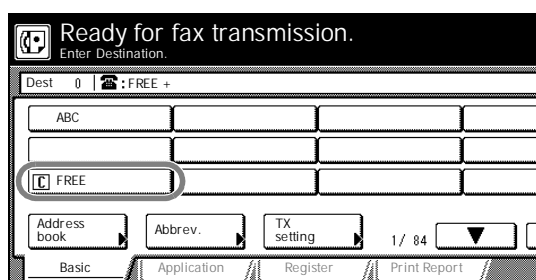 Ready for fax transmission.
Enter Destination.
Dest 0 ☎:FREE +
ABC
C FREE
Address book
Abbrev.
TX setting
1/ 84
Basic
Application
Register
Print Report